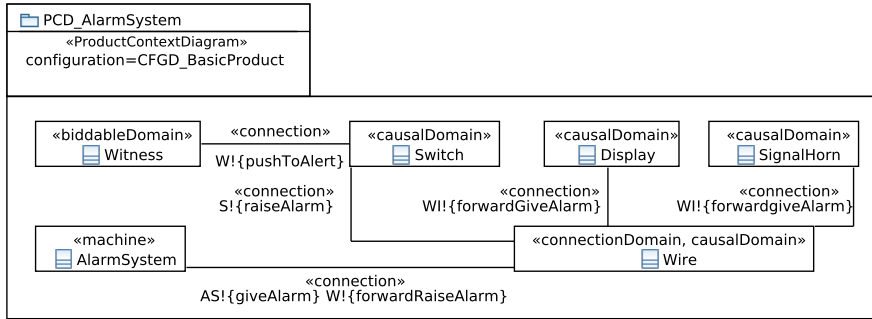 PCD_AlarmSystem
«ProductContextDiagram»
configuration=CFGD_BasicProduct
«biddableDomain»
Witness
«connection»
W!{pushToAlert}
«causalDomain»
Switch
«causalDomain»
Display
«causalDomain»
SignalHorn
«connection»
S!{raiseAlarm}
«connection»
WI!{forwardGiveAlarm}
«connection»
WI!{forwardgiveAlarm}
«machine»
AlarmSystem
«connectionDomain, causalDomain»
Wire
«connection»
AS!{giveAlarm} W!{forwardRaiseAlarm}